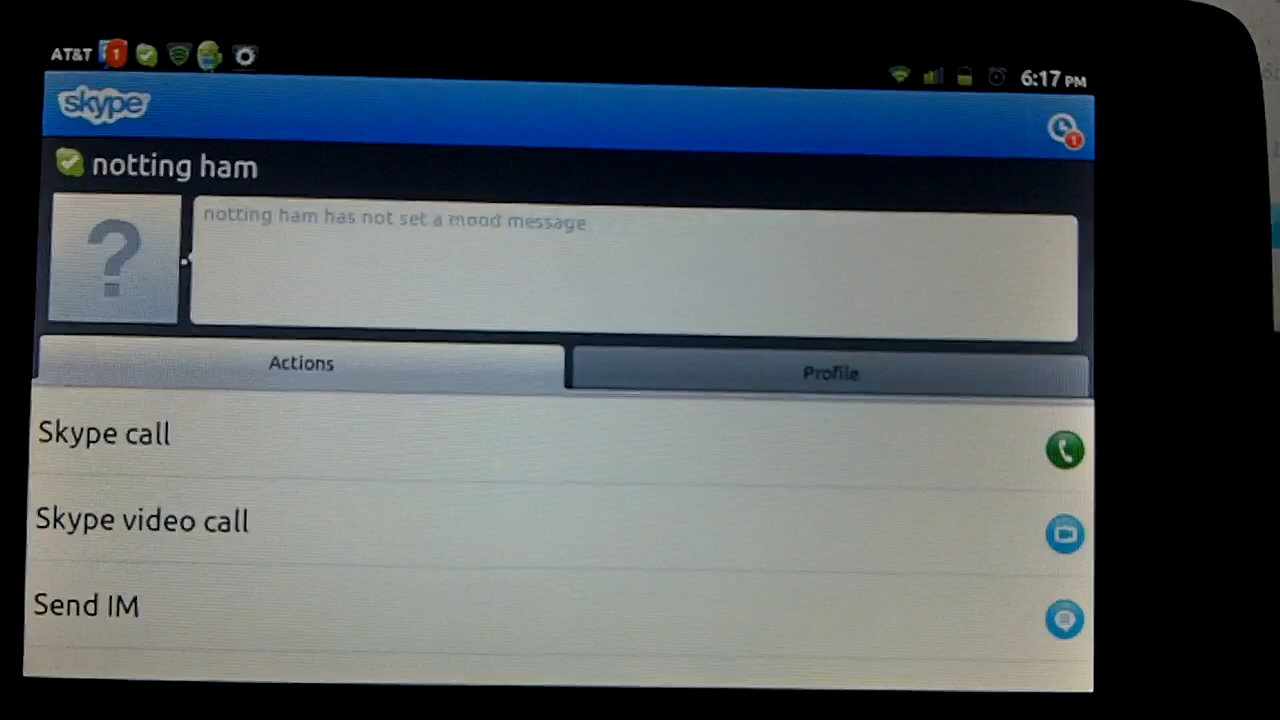 AT&T 1 6:17 PM
skype 1
notting ham
?
notting ham has not set a mood message
Actions Profile
Skype call
Skype video call
Send IM